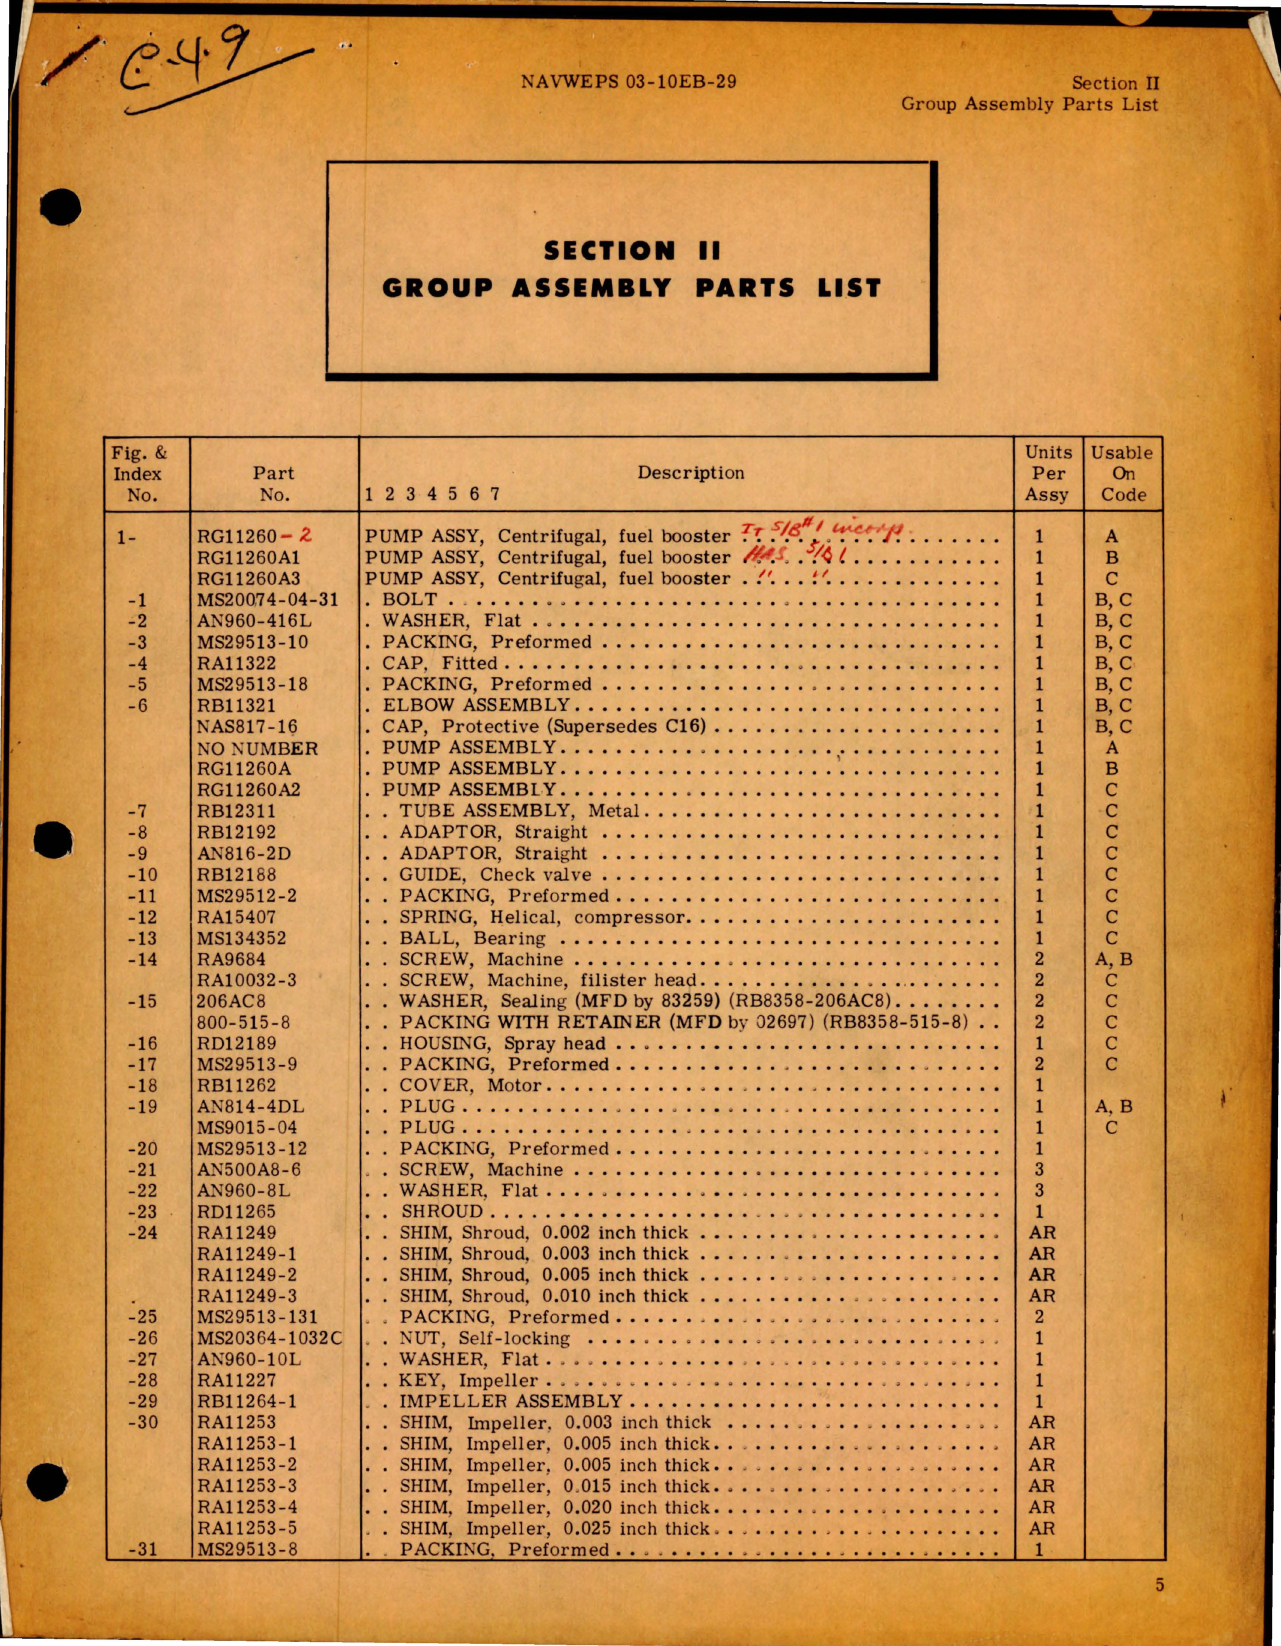 C-4-9
NAVWEPS 03-10EB-29
Section II
Group Assembly Parts List
SECTION II
GROUP ASSEMBLY PARTS LIST
Fig. & Index No. Part No. Description 1 2 3 4 5 6 7 Units Per Assy Usable On Code
1- RG11260 - 2 PUMP ASSY, Centrifugal, fuel booster If S/B #1 incorp. 1 A
RG11260A1 PUMP ASSY, Centrifugal, fuel booster HAS S/B 1 1 B
RG11260A3 PUMP ASSY, Centrifugal, fuel booster " " 1 C
-1 MS20074-04-31 . BOLT 1 B, C
-2 AN960-416L . WASHER, Flat 1 B, C
-3 MS29513-10 . PACKING, Preformed 1 B, C
-4 RA11322 . CAP, Fitted 1 B, C
-5 MS29513-18 . PACKING, Preformed 1 B, C
-6 RB11321 . ELBOW ASSEMBLY 1 B, C
NAS817-16 . CAP, Protective (Supersedes C16) 1 B, C
NO NUMBER . PUMP ASSEMBLY 1 A
RG11260A . PUMP ASSEMBLY 1 B
RG11260A2 . PUMP ASSEMBLY 1 C
-7 RB12311 . . TUBE ASSEMBLY, Metal 1 C
-8 RB12192 . . ADAPTOR, Straight 1 C
-9 AN816-2D . . ADAPTOR, Straight 1 C
-10 RB12188 . . GUIDE, Check valve 1 C
-11 MS29512-2 . . PACKING, Preformed 1 C
-12 RA15407 . . SPRING, Helical, compressor 1 C
-13 MS134352 . . BALL, Bearing 1 C
-14 RA9684 . . SCREW, Machine 2 A, B
RA10032-3 . . SCREW, Machine, filister head 2 C
-15 206AC8 . . WASHER, Sealing (MFD by 83259) (RB8358-206AC8) 2 C
800-515-8 . . PACKING WITH RETAINER (MFD by 02697) (RB8358-515-8) . . 2 C
-16 RD12189 . . HOUSING, Spray head 1 C
-17 MS29513-9 . . PACKING, Preformed 2 C
-18 RB11262 . . COVER, Motor 1
-19 AN814-4DL . . PLUG 1 A, B
MS9015-04 . . PLUG 1 C
-20 MS29513-12 . . PACKING, Preformed 1
-21 AN500A8-6 . . SCREW, Machine 3
-22 AN960-8L . . WASHER, Flat 3
-23 RD11265 . . SHROUD 1
-24 RA11249 . . SHIM, Shroud, 0.002 inch thick AR
RA11249-1 . . SHIM, Shroud, 0.003 inch thick AR
RA11249-2 . . SHIM, Shroud, 0.005 inch thick AR
RA11249-3 . . SHIM, Shroud, 0.010 inch thick AR
-25 MS29513-131 . . PACKING, Preformed 2
-26 MS20364-1032C . . NUT, Self-locking 1
-27 AN960-10L . . WASHER, Flat 1
-28 RA11227 . . KEY, Impeller 1
-29 RB11264-1 . . IMPELLER ASSEMBLY 1
-30 RA11253 . . SHIM, Impeller, 0.003 inch thick AR
RA11253-1 . . SHIM, Impeller, 0.005 inch thick AR
RA11253-2 . . SHIM, Impeller, 0.005 inch thick AR
RA11253-3 . . SHIM, Impeller, 0.015 inch thick AR
RA11253-4 . . SHIM, Impeller, 0.020 inch thick AR
RA11253-5 . . SHIM, Impeller, 0.025 inch thick AR
-31 MS29513-8 . . PACKING, Preformed 1
5